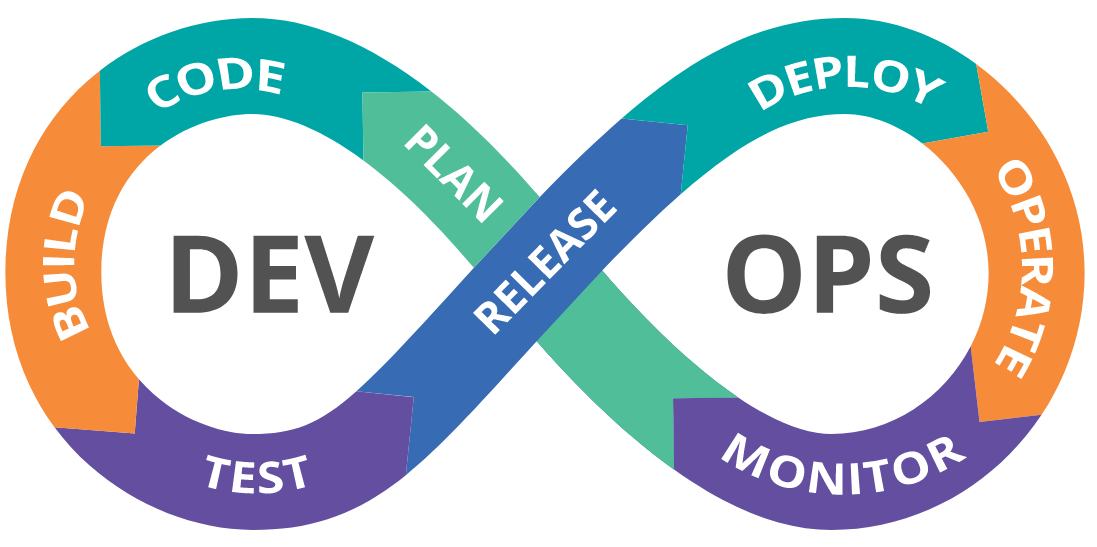 CODE
DEPLOY
PLAN
RELEASE
OPERATE
BUILD
DEV
OPS
TEST
MONITOR